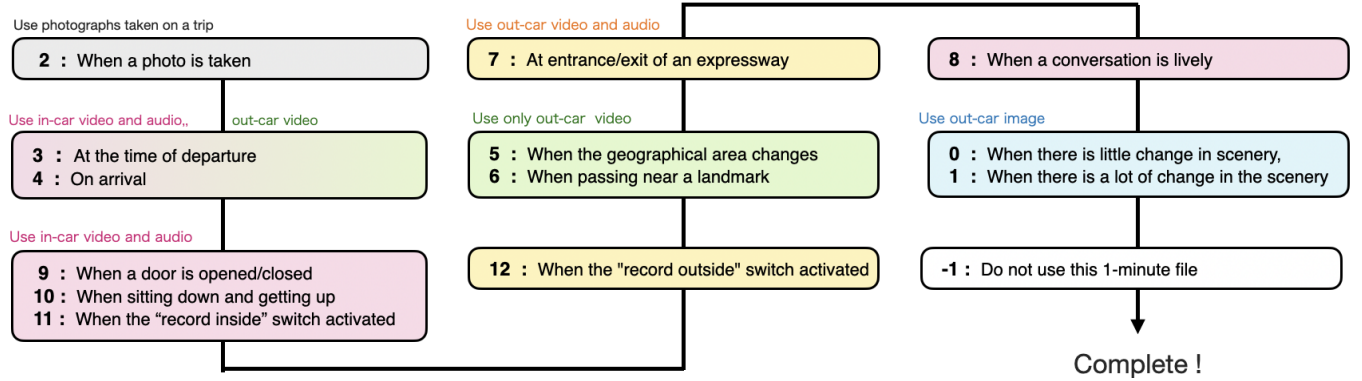 Use photographs taken on a trip
2 : When a photo is taken
Use in-car video and audio,, out-car video
3 : At the time of departure
4 : On arrival
Use in-car video and audio
9 : When a door is opened/closed
10 : When sitting down and getting up
11 : When the “record inside” switch activated
Use out-car video and audio
7 : At entrance/exit of an expressway
Use only out-car video
5 : When the geographical area changes
6 : When passing near a landmark
12 : When the "record outside" switch activated
8 : When a conversation is lively
Use out-car image
0 : When there is little change in scenery,
1 : When there is a lot of change in the scenery
-1 : Do not use this 1-minute file
Complete !